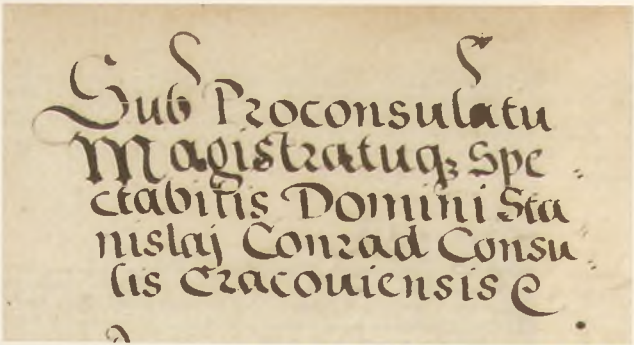 Sub Proconsulatu
Magistratuq; Spe
ctabilis Domini Sta
nislaj Conrad Consu
lis Cracouiensis